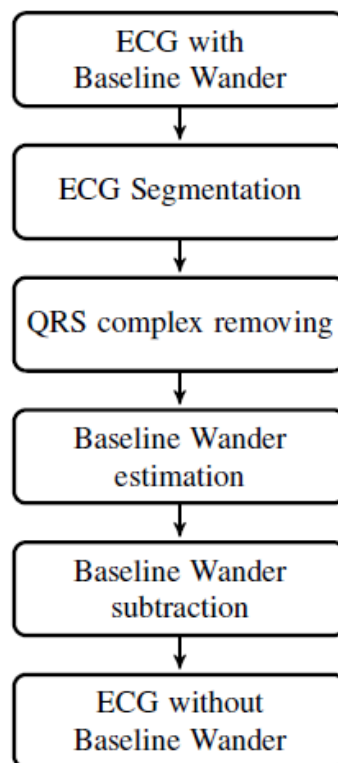 ECG with
Baseline Wander
ECG Segmentation
QRS complex removing
Baseline Wander
estimation
Baseline Wander
subtraction
ECG without
Baseline Wander